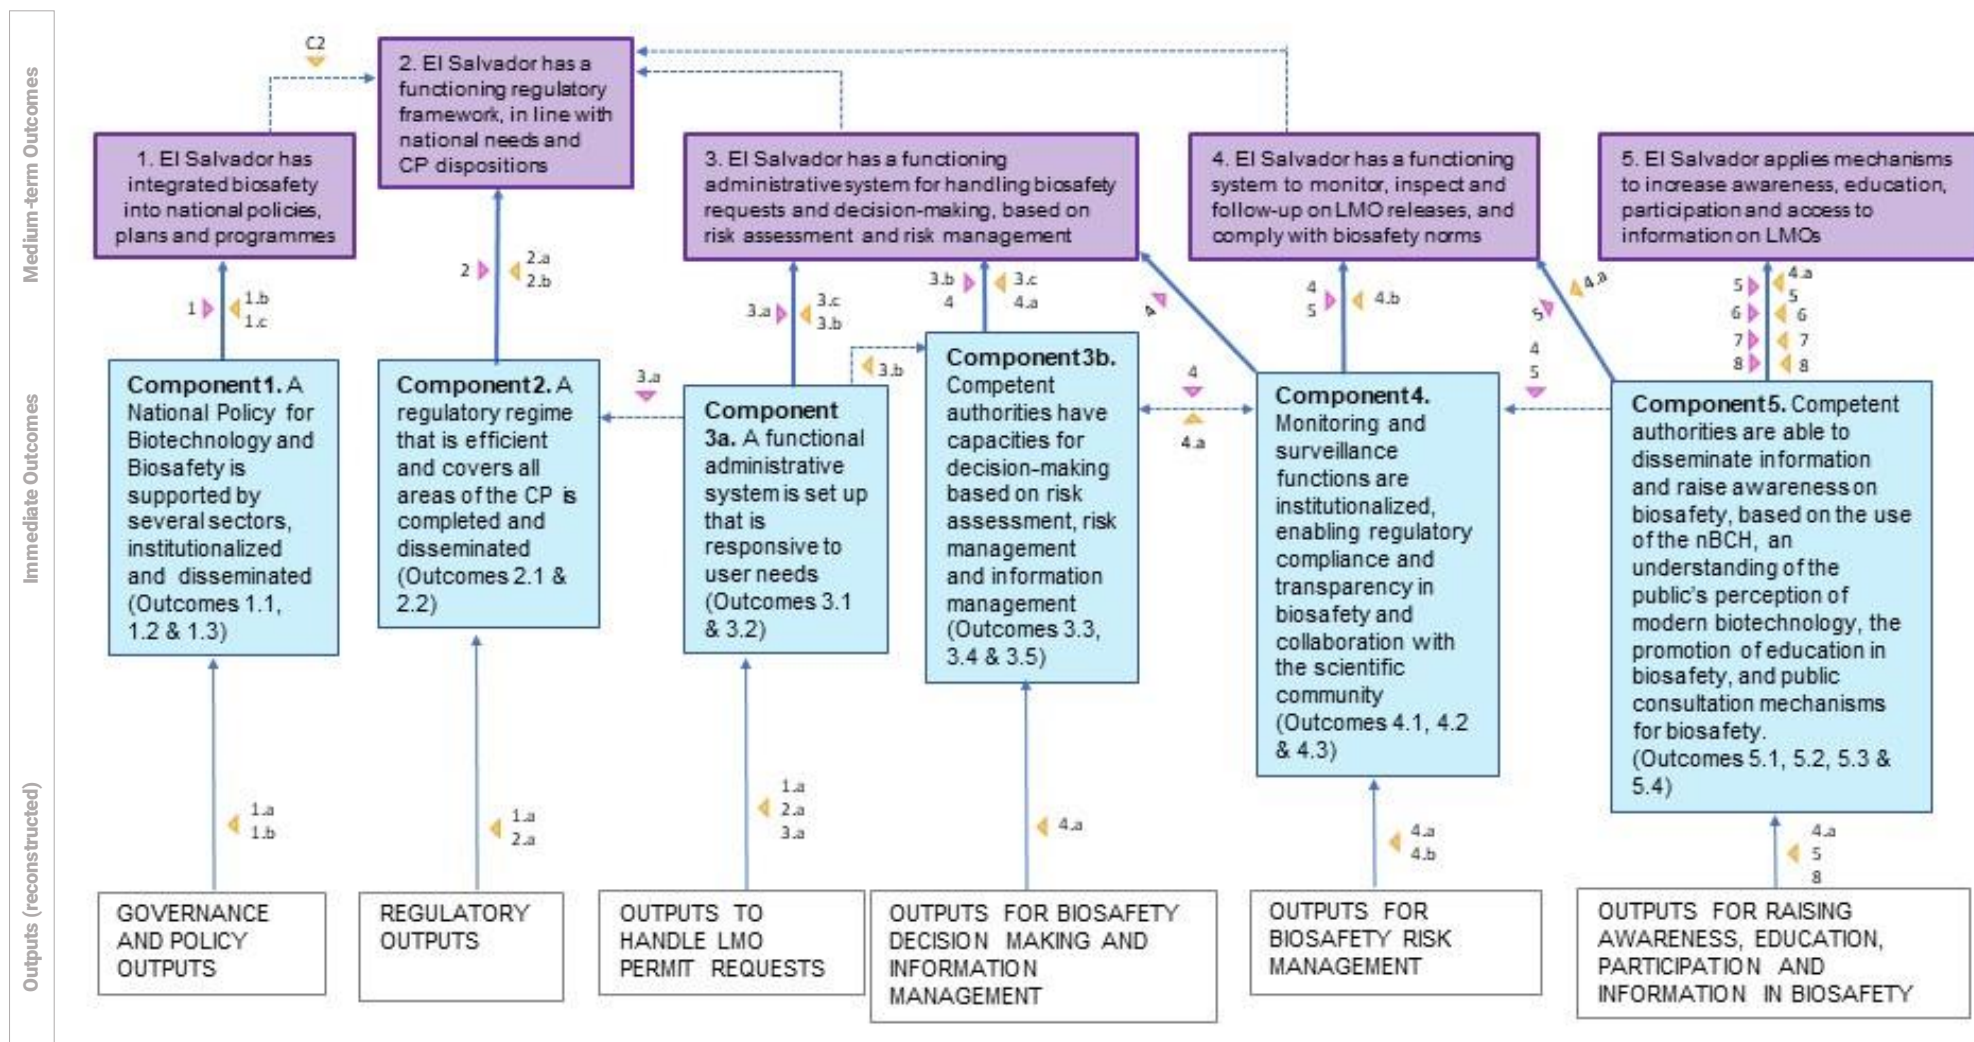 Medium-term Outcomes
C2
2. El Salvador has a
functioning regulatory
framework, in line with
national needs and
CP dispositions
1. El Salvador has
integrated biosafety
into national policies,
plans and programmes
3. El Salvador has a functioning
administrative system for handling biosafety
requests and decision-making, based on
risk assessment and risk management
4. El Salvador has a functioning
system to monitor, inspect and
follow-up on LMO releases, and
comply with biosafety norms
5. El Salvador applies mechanisms
to increase awareness, education,
participation and access to
information on LMOs
1
1.b
1.c
2
2.a
2.b
3.a
3.c
3.b
3.b
4
3.c
4.a
4
4
5
4.b
5
4.a
5
6
7
8
4.a
5
6
7
8
Immediate Outcomes
Component 1. A
National Policy for
Biotechnology and
Biosafety is
supported by
several sectors,
institutionalized
and disseminated
(Outcomes 1.1,
1.2 & 1.3)
Component 2. A
regulatory regime
that is efficient
and covers all
areas of the CP is
completed and
disseminated
(Outcomes 2.1 &
2.2)
3.a
Component
3a. A functional
administrative
system is set up
that is
responsive to
user needs
(Outcomes 3.1
& 3.2)
3.b
Component 3b.
Competent
authorities have
capacities for
decision-making
based on risk
assessment, risk
management
and information
management
(Outcomes 3.3,
3.4 & 3.5)
4
4.a
Component 4.
Monitoring and
surveillance
functions are
institutionalized,
enabling regulatory
compliance and
transparency in
biosafety and
collaboration with
the scientific
community
(Outcomes 4.1, 4.2
& 4.3)
4
5
Component 5. Competent
authorities are able to
disseminate information
and raise awareness on
biosafety, based on the use
of the nBCH, an
understanding of the
public's perception of
modern biotechnology, the
promotion of education in
biosafety, and public
consultation mechanisms
for biosafety.
(Outcomes 5.1, 5.2, 5.3 &
5.4)
Outputs (reconstructed)
1.a
1.b
1.a
2.a
1.a
2.a
3.a
4.a
4.a
4.b
4.a
5
8
GOVERNANCE
AND POLICY
OUTPUTS
REGULATORY
OUTPUTS
OUTPUTS TO
HANDLE LMO
PERMIT REQUESTS
OUTPUTS FOR BIOSAFETY
DECISION MAKING AND
INFORMATION
MANAGEMENT
OUTPUTS FOR
BIOSAFETY RISK
MANAGEMENT
OUTPUTS FOR RAISING
AWARENESS, EDUCATION,
PARTICIPATION AND
INFORMATION IN BIOSAFETY